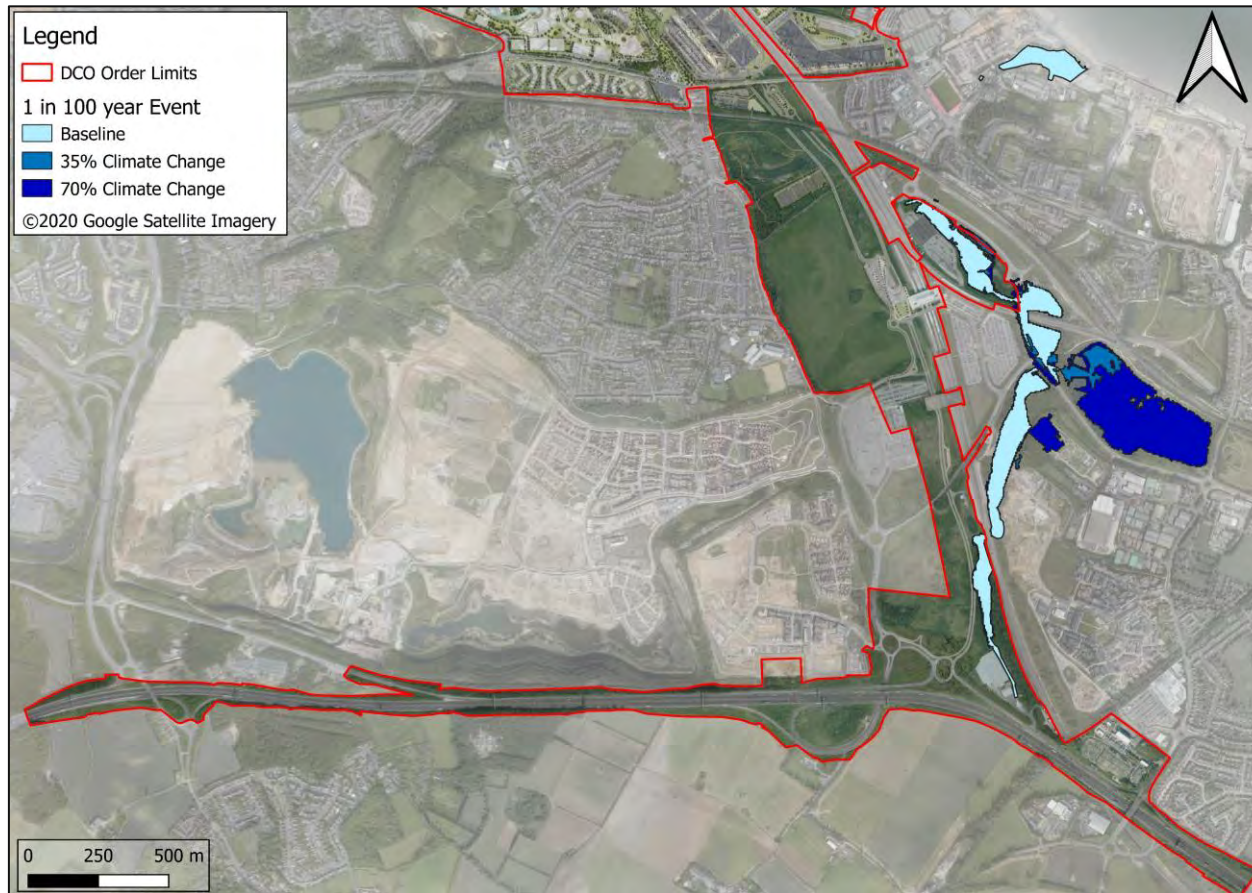 Legend
DCO Order Limits
1 in 100 year Event
Baseline
35% Climate Change
70% Climate Change
©2020 Google Satellite Imagery
0 250 500 m